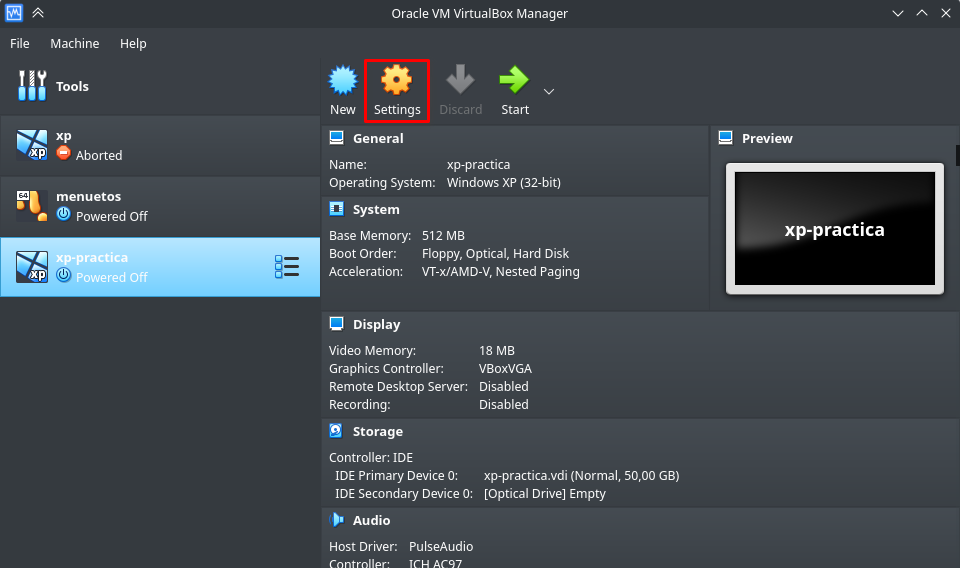 Oracle VM VirtualBox Manager
File Machine Help
Tools
xp
Aborted
64
menuetos
Powered Off
xp-practica
Powered Off
xp
xp
New Settings Discard Start
General
Name: xp-practica
Operating System: Windows XP (32-bit)
System
Base Memory: 512 MB
Boot Order: Floppy, Optical, Hard Disk
Acceleration: VT-x/AMD-V, Nested Paging
Preview
xp-practica
Display
Video Memory: 18 MB
Graphics Controller: VBoxVGA
Remote Desktop Server: Disabled
Recording: Disabled
Storage
Controller: IDE
IDE Primary Device 0: xp-practica.vdi (Normal, 50,00 GB)
IDE Secondary Device 0: [Optical Drive] Empty
Audio
Host Driver: PulseAudio
Controller: ICH AC97